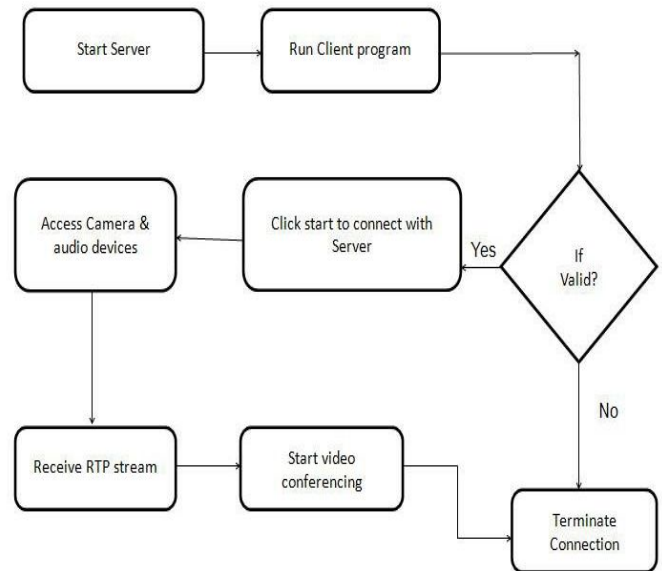 Start Server
Run Client program
If
Valid?
Yes
Click start to connect with
Server
Access Camera &
audio devices
Receive RTP stream
Start video
conferencing
No
Terminate
Connection